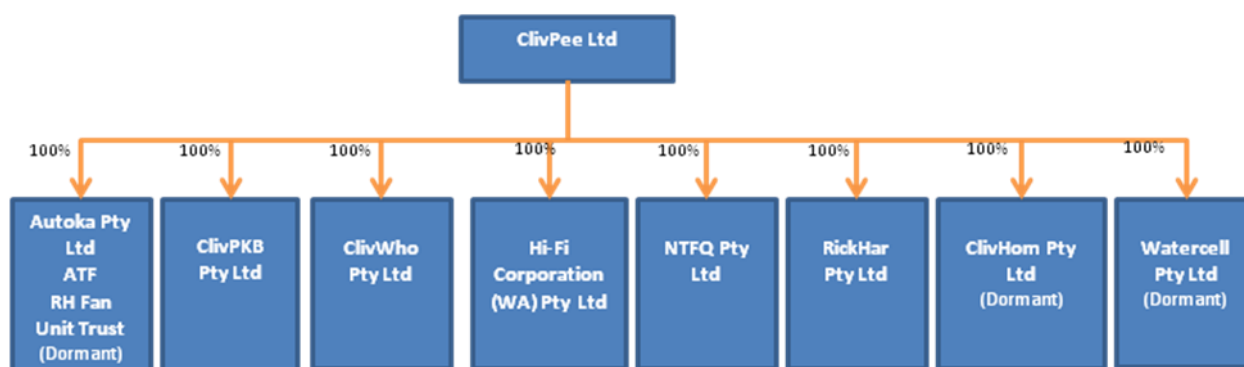 ClivPee Ltd
100% 100% 100% 100% 100% 100% 100% 100%
Autoka Pty
Ltd
ATF
RH Fan
Unit Trust
(Dormant)
ClivPKB
Pty Ltd
ClivWho
Pty Ltd
Hi-Fi
Corporation
(WA) Pty Ltd
NTFQ Pty
Ltd
RickHar
Pty Ltd
ClivHom Pty
Ltd
(Dormant)
Watercell
Pty Ltd
(Dormant)